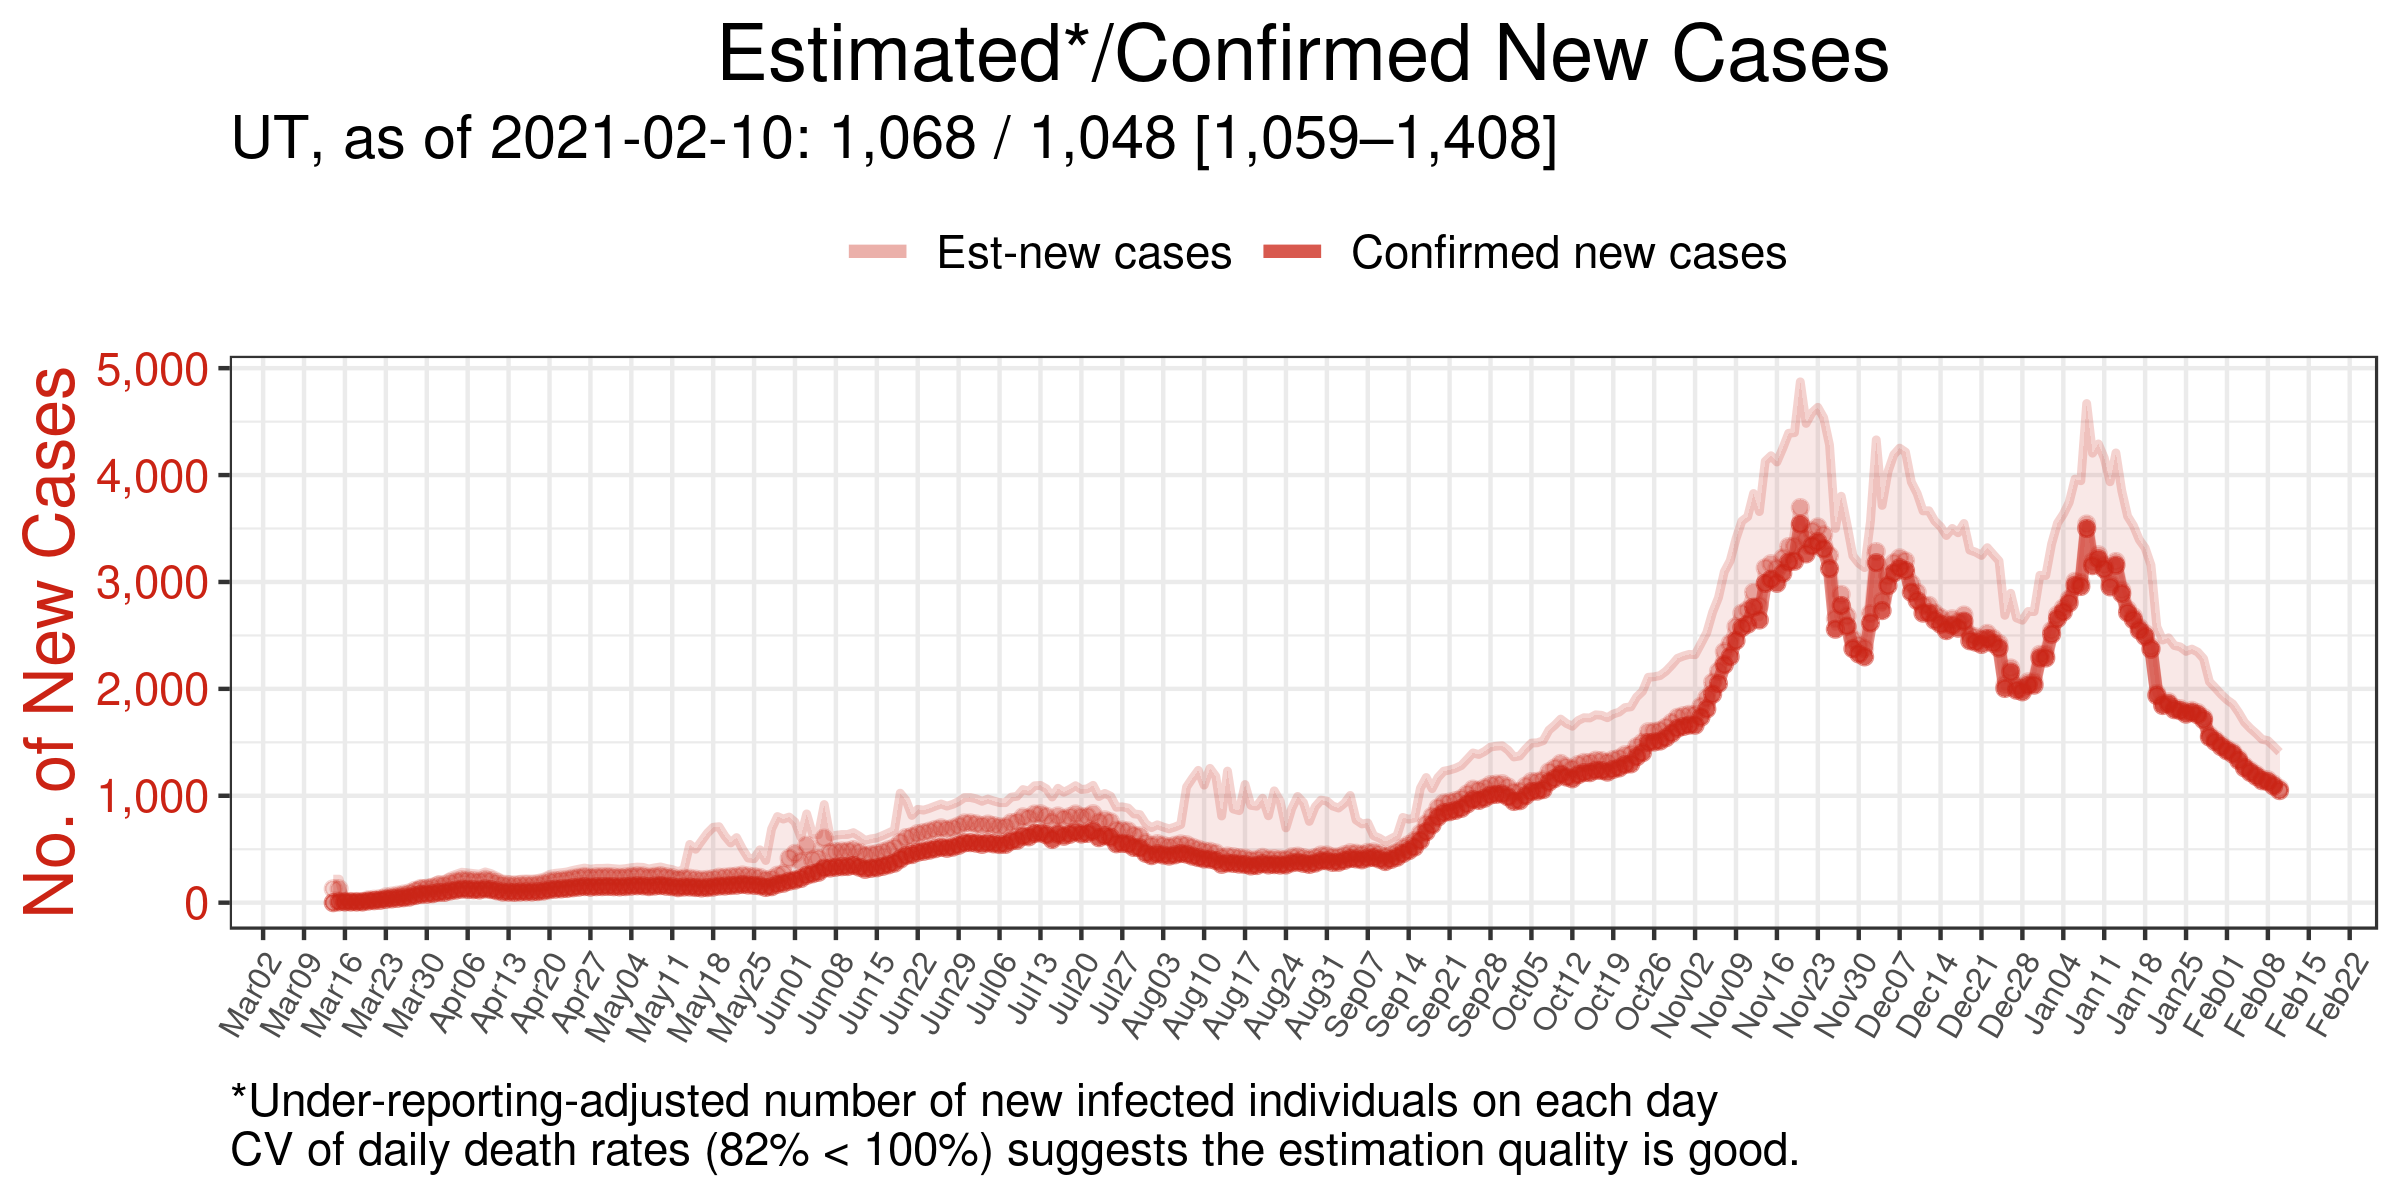 Estimated*/Confirmed New Cases
UT, as of 2021-02-10: 1,068 / 1,048 [1,059–1,408]
Est-new cases Confirmed new cases
No. of New Cases
5,000
4,000
3,000
2,000
1,000
0
Mar02 Mar09 Mar16 Mar23 Mar30 Apr06 Apr13 Apr20 Apr27 May04 May11 May18 May25 Jun01 Jun08 Jun15 Jun22 Jun29 Jul06 Jul13 Jul20 Jul27 Aug03 Aug10 Aug17 Aug24 Aug31 Sep07 Sep14 Sep21 Sep28 Oct05 Oct12 Oct19 Oct26 Nov02 Nov09 Nov16 Nov23 Nov30 Dec07 Dec14 Dec21 Dec28 Jan04 Jan11 Jan18 Jan25 Feb01 Feb08 Feb15 Feb22
*Under-reporting-adjusted number of new infected individuals on each day
CV of daily death rates (82% < 100%) suggests the estimation quality is good.